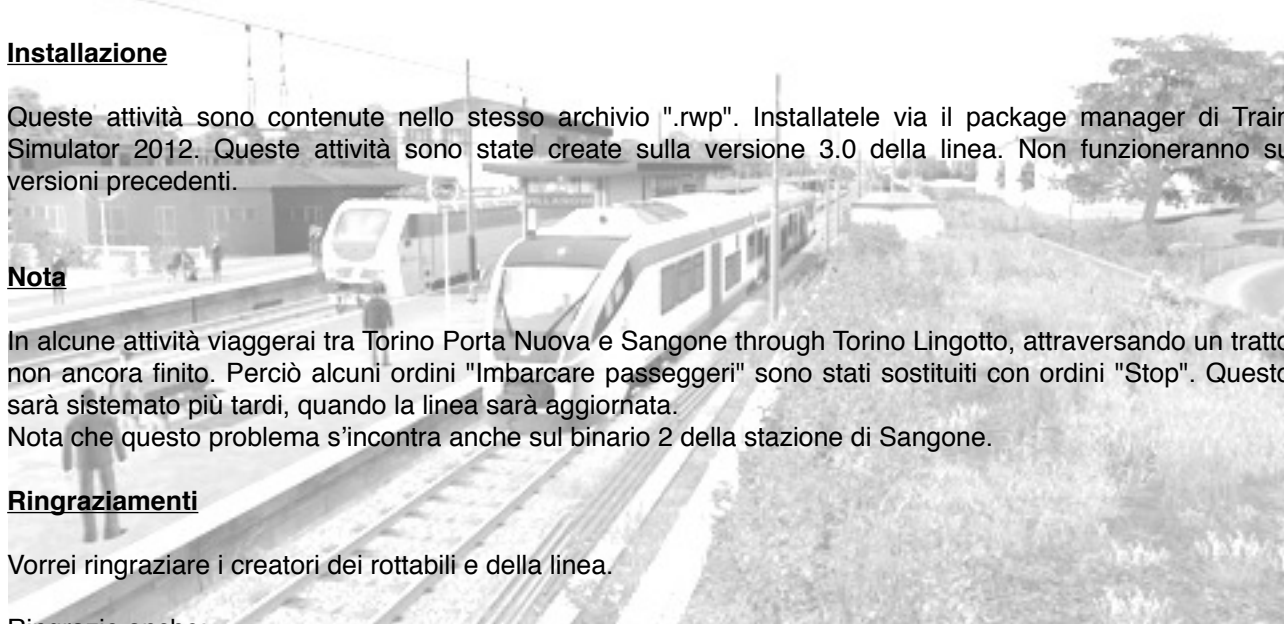 Installazione
Queste attività sono contenute nello stesso archivio ".rwp". Installatele via il package manager di Train
Simulator 2012. Queste attività sono state create sulla versione 3.0 della linea. Non funzioneranno su
versioni precedenti.
Nota
In alcune attività viaggerai tra Torino Porta Nuova e Sangone through Torino Lingotto, attraversando un tratto
non ancora finito. Perciò alcuni ordini "Imbarcare passeggeri" sono stati sostituiti con ordini "Stop". Questo
sarà sistemato più tardi, quando la linea sarà aggiornata.
Nota che questo problema s’incontra anche sul binario 2 della stazione di Sangone.
Ringraziamenti
Vorrei ringraziare i creatori dei rottabili e della linea.
Ringrazio anche: